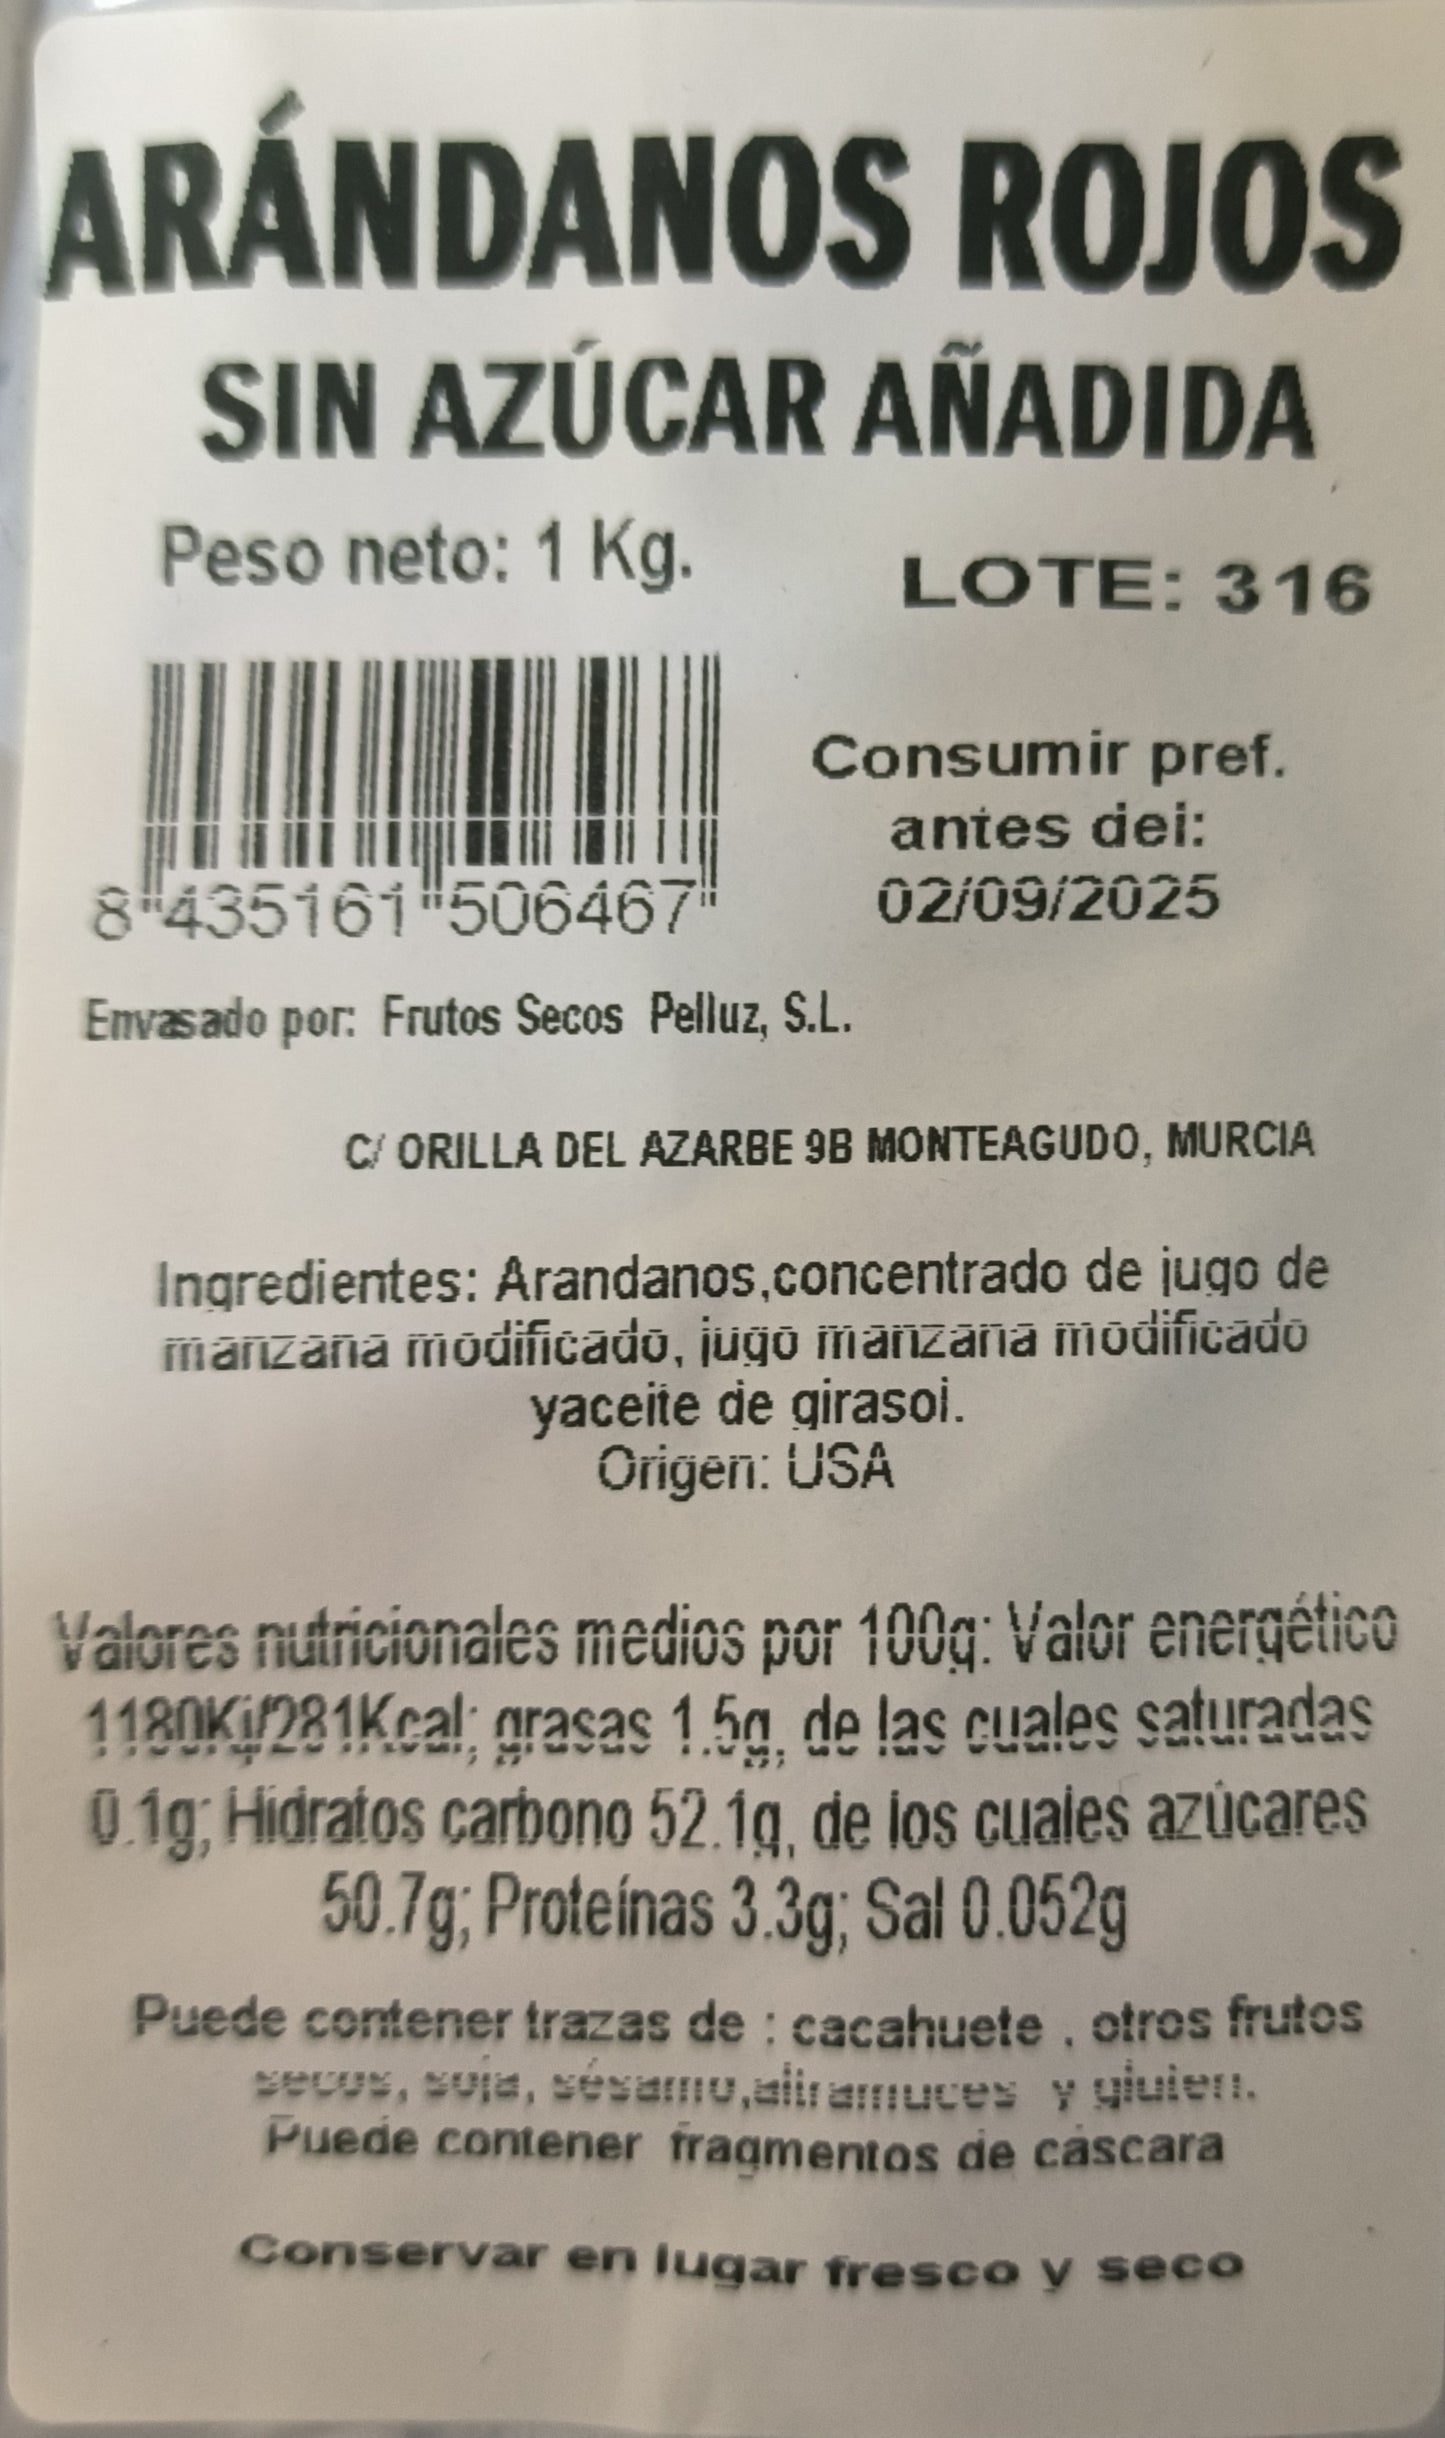 ARÁNDANOS ROJOS
SIN AZÚCAR AÑADIDA
Peso neto: 1 Kg.
LOTE: 316
Consumir pref.
antes del:
02/09/2025
8"435161"506467"
Envasado por: Frutos Secos Pelluz, S.L.
C/ ORILLA DEL AZARBE 9B MONTEAGUDO, MURCIA
Ingredientes: Arandanos,concentrado de jugo de
manzana modificado, jugo manzana modificado
yaceite de girasol.
Origen: USA
Valores nutricionales medios por 100g: Valor energético
1180Kj/281Kcal; grasas 1.5g, de las cuales saturadas
0.1g; Hidratos carbono 52.1g, de los cuales azúcares
50.7g; Proteínas 3.3g; Sal 0.052g
Puede contener trazas de : cacahuete , otros frutos
secos, soja, sésamo,altramuces y gluten.
Puede contener fragmentos de cáscara
Conservar en lugar fresco y seco